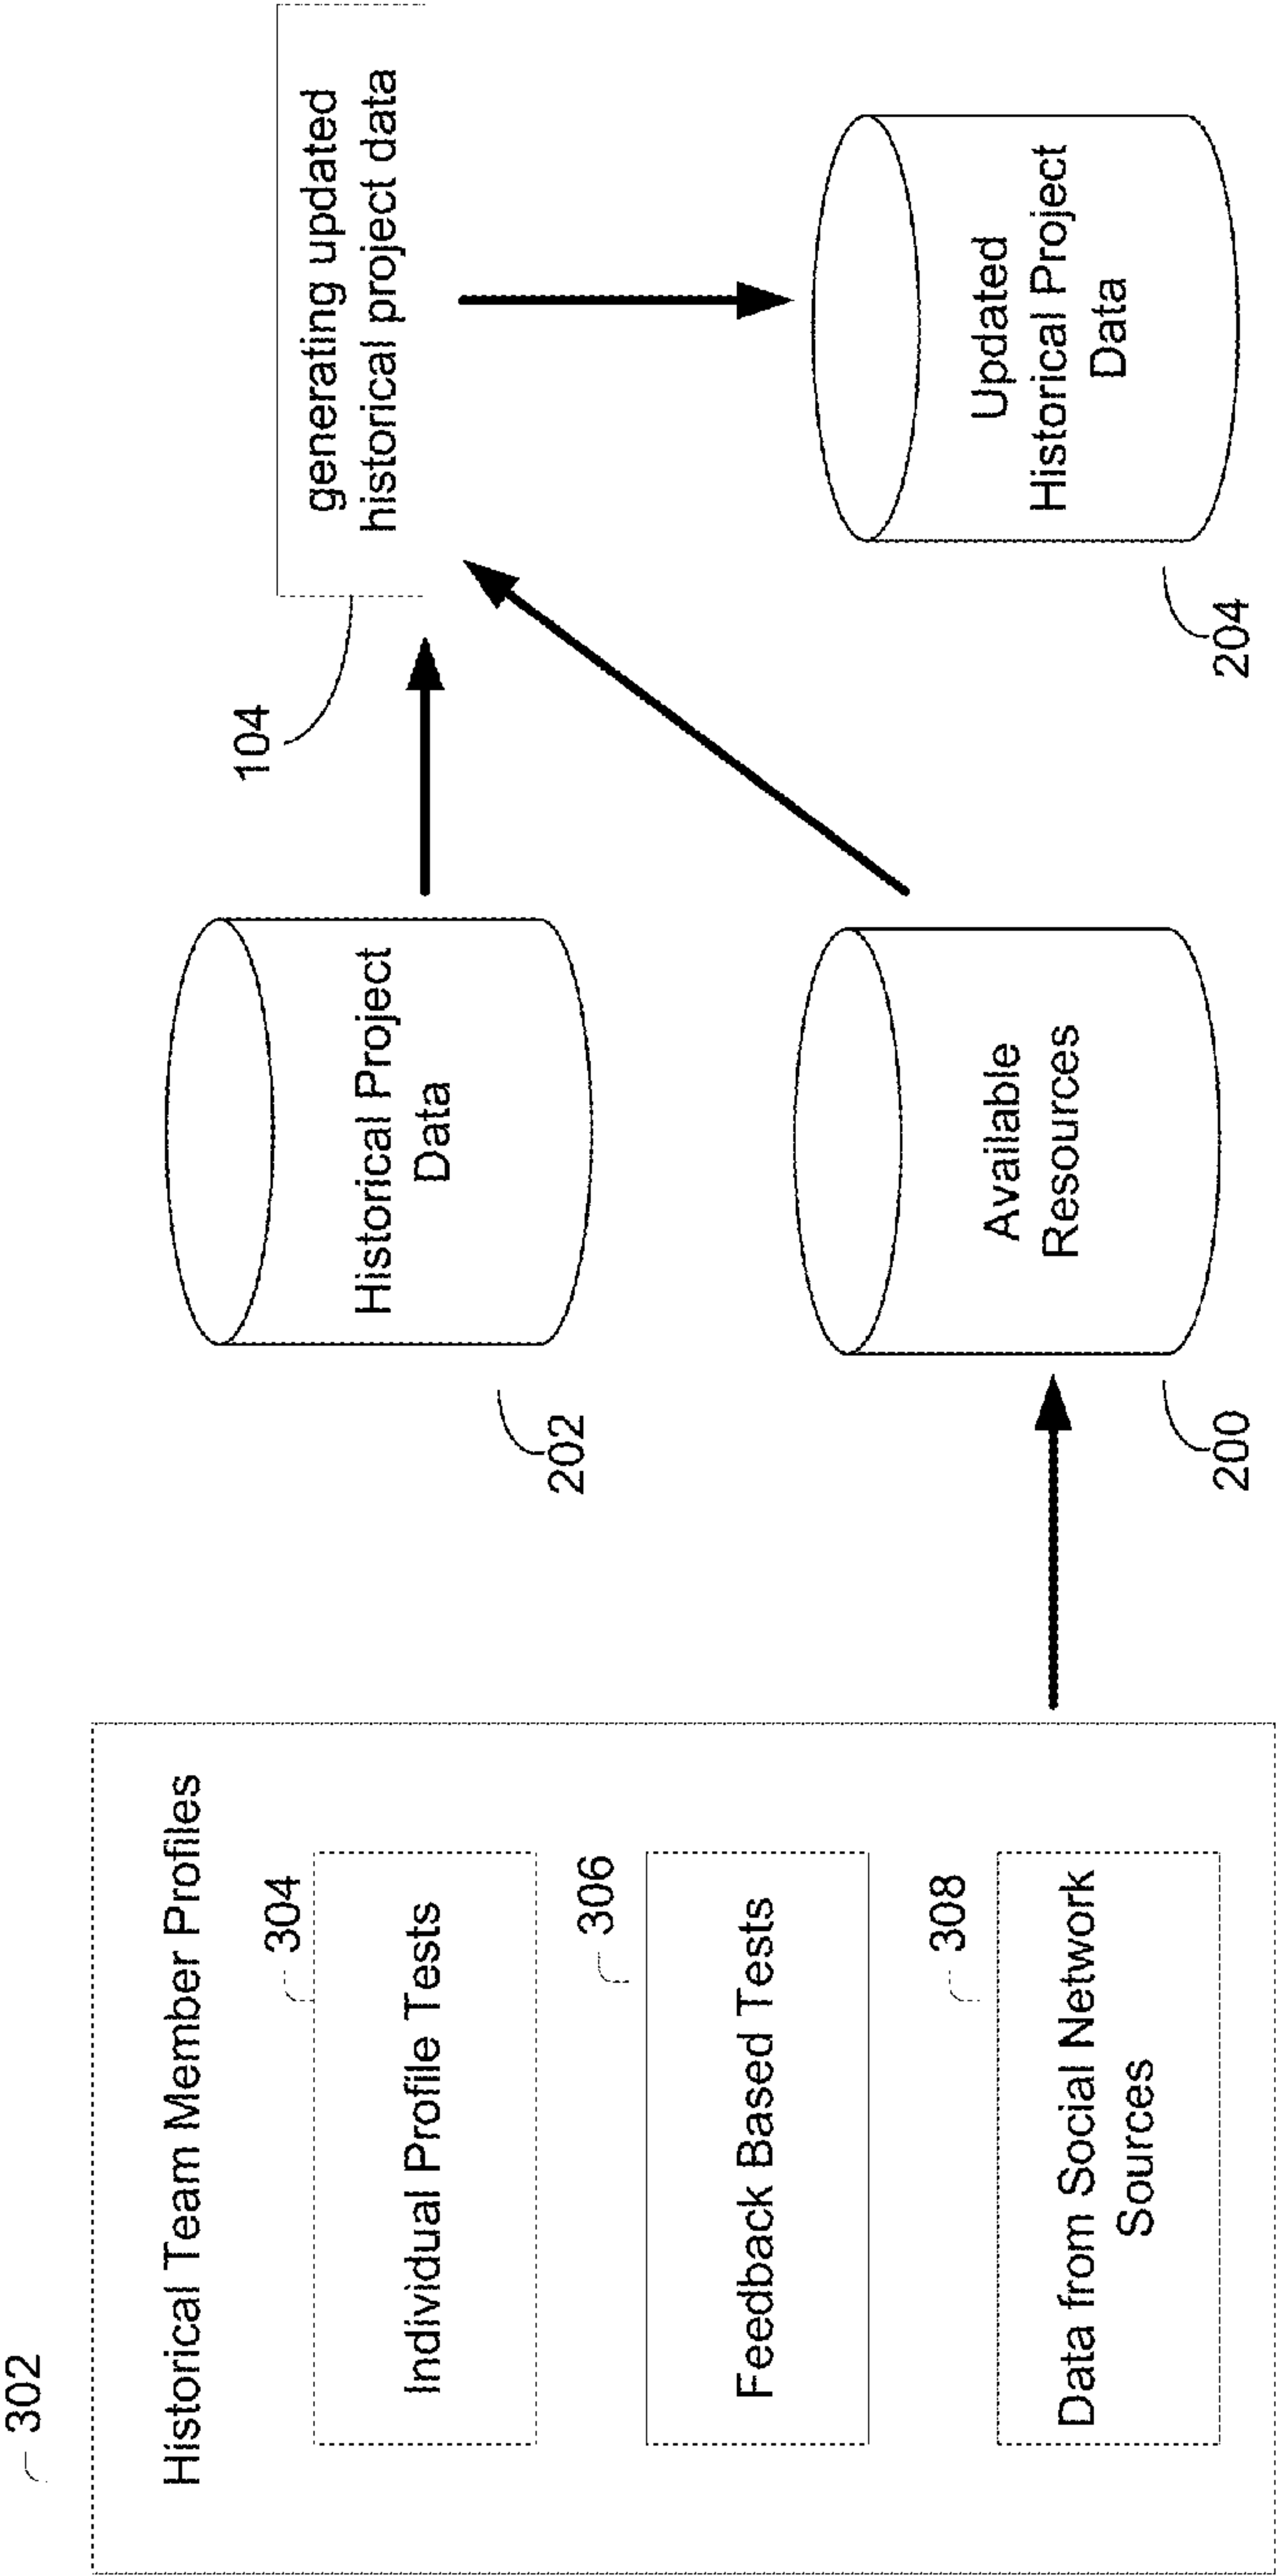 302
Historical Team Member Profiles
304
Individual Profile Tests
306
Feedback Based Tests
308
Data from Social Network
Sources
Historical Project
Data
202
Available
Resources
200
104
generating updated
historical project data
Updated
Historical Project
Data
204